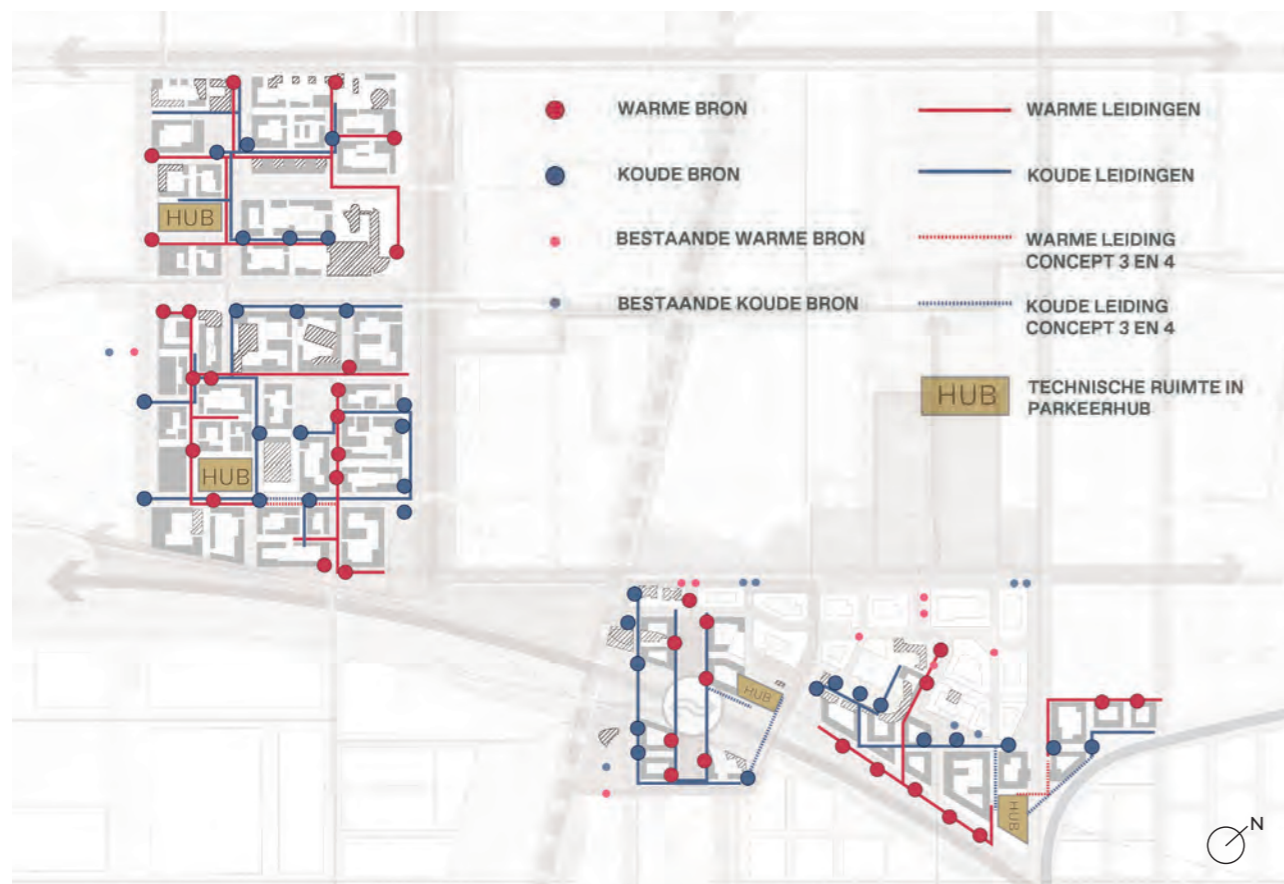 WARME BRON
WARME LEIDINGEN
KOUDE BRON
KOUDE LEIDINGEN
BESTAANDE WARME BRON
WARME LEIDING
CONCEPT 3 EN 4
BESTAANDE KOUDE BRON
KOUDE LEIDING
CONCEPT 3 EN 4
HUB
TECHNISCHE RUIMTE IN
PARKEERHUB
HUB
HUB
HUB
HUB
N